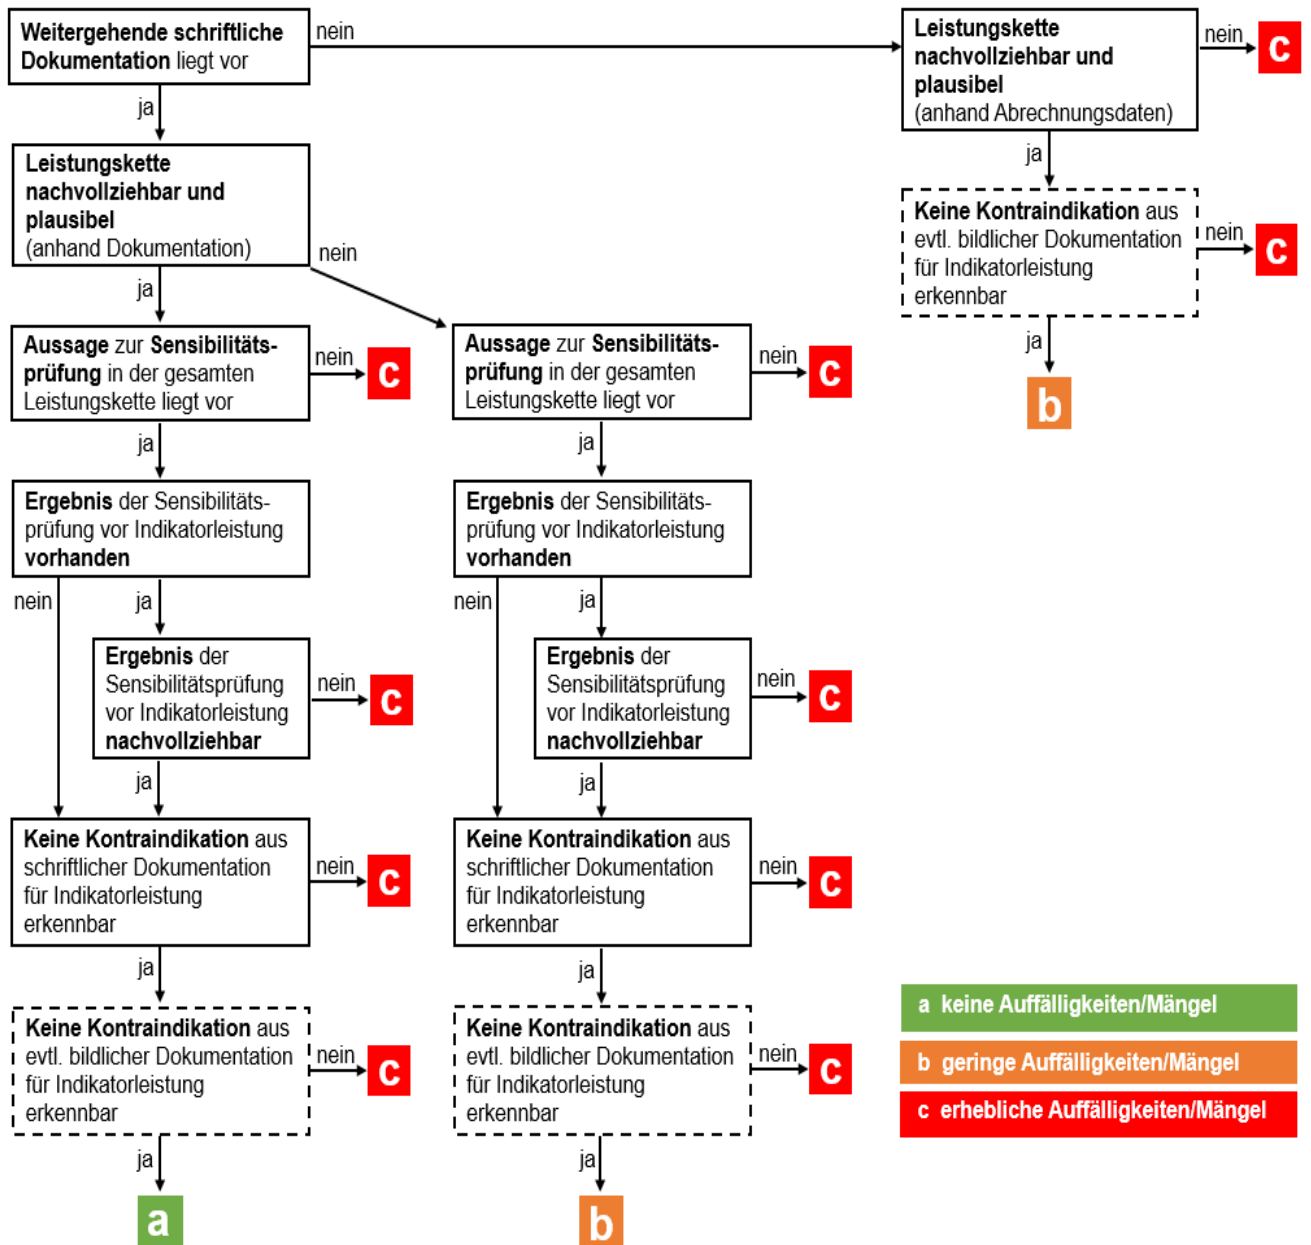 Weitergehende schriftliche
Dokumentation liegt vor
nein
ja
Leistungskette
nachvollziehbar und
plausibel
(anhand Abrechnungsdaten)
nein
c
ja
Keine Kontraindikation aus
evtl. bildlicher Dokumentation
für Indikatorleistung
erkennbar
nein
c
ja
b
Leistungskette
nachvollziehbar und
plausibel
(anhand Dokumentation)
nein
ja
Aussage zur Sensibilitäts-
prüfung in der gesamten
Leistungskette liegt vor
nein
c
ja
Ergebnis der Sensibilitäts-
prüfung vor Indikatorleistung
vorhanden
nein
ja
Ergebnis der
Sensibilitätsprüfung
vor Indikatorleistung
nachvollziehbar
nein
c
ja
Keine Kontraindikation aus
schriftlicher Dokumentation
für Indikatorleistung
erkennbar
nein
c
ja
Keine Kontraindikation aus
evtl. bildlicher Dokumentation
für Indikatorleistung
erkennbar
nein
c
ja
a
Aussage zur Sensibilitäts-
prüfung in der gesamten
Leistungskette liegt vor
nein
c
ja
Ergebnis der Sensibilitäts-
prüfung vor Indikatorleistung
vorhanden
nein
ja
Ergebnis der
Sensibilitätsprüfung
vor Indikatorleistung
nachvollziehbar
nein
c
ja
Keine Kontraindikation aus
schriftlicher Dokumentation
für Indikatorleistung
erkennbar
nein
c
ja
Keine Kontraindikation aus
evtl. bildlicher Dokumentation
für Indikatorleistung
erkennbar
nein
c
ja
b
a keine Auffälligkeiten/Mängel
b geringe Auffälligkeiten/Mängel
c erhebliche Auffälligkeiten/Mängel